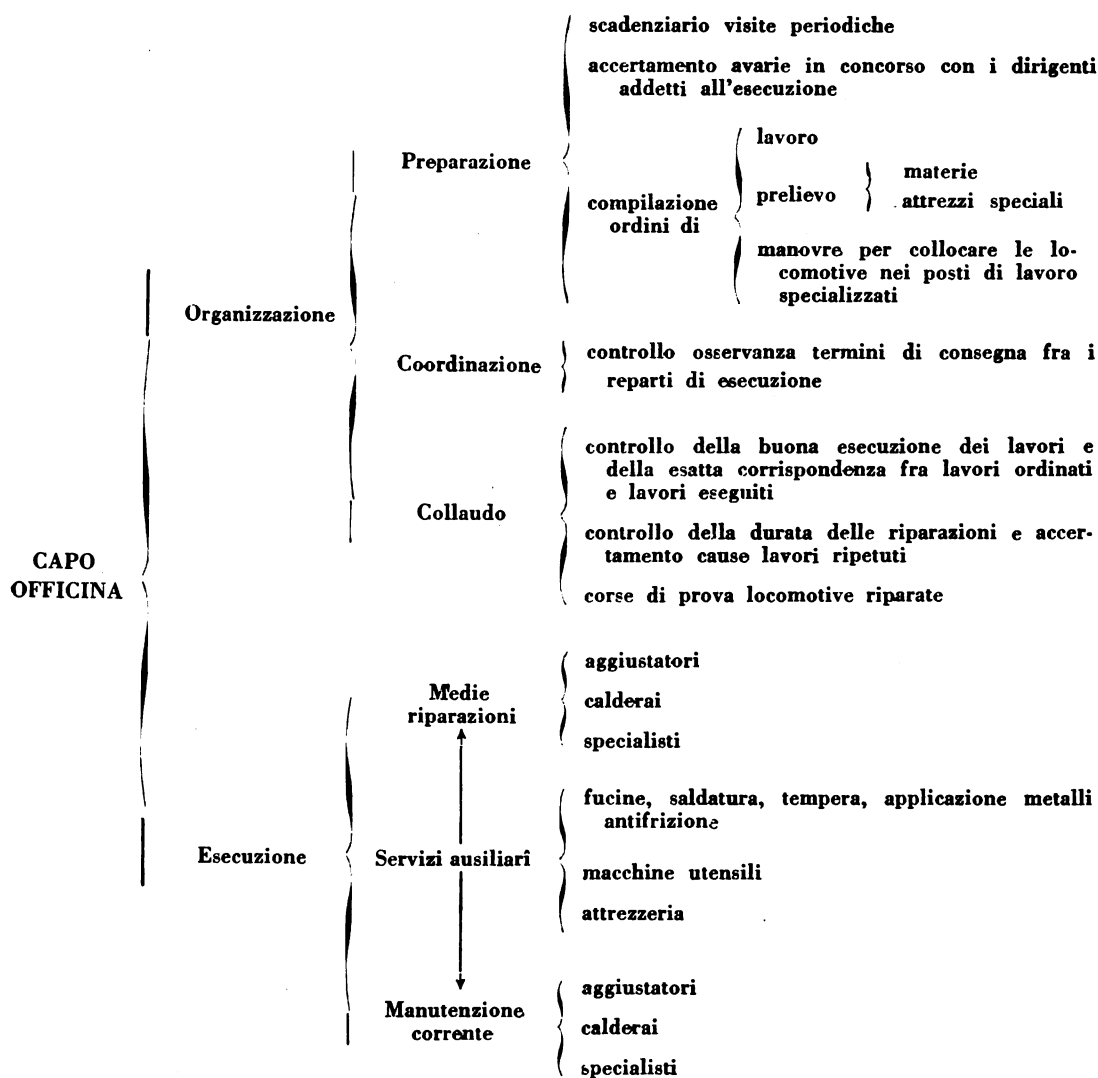 scadenziario visite periodiche
accertamento avarie in concorso con i dirigenti
addetti all'esecuzione
Preparazione
compilazione
ordini di
lavoro
prelievo
materie
attrezzi speciali
manovre per collocare le lo-
comotive nei posti di lavoro
specializzati
Organizzazione
Coordinazione
controllo osservanza termini di consegna fra i
reparti di esecuzione
Collaudo
controllo della buona esecuzione dei lavori e
della esatta corrispondenza fra lavori ordinati
e lavori eseguiti
controllo della durata delle riparazioni e accer-
tamento cause lavori ripetuti
corse di prova locomotive riparate
CAPO
OFFICINA
Medie
riparazioni
aggiustatori
calderai
specialisti
Esecuzione
Servizi ausiliarî
fucine, saldatura, tempera, applicazione metalli
antifrizione
macchine utensili
attrezzeria
Manutenzione
corrente
aggiustatori
calderai
specialisti